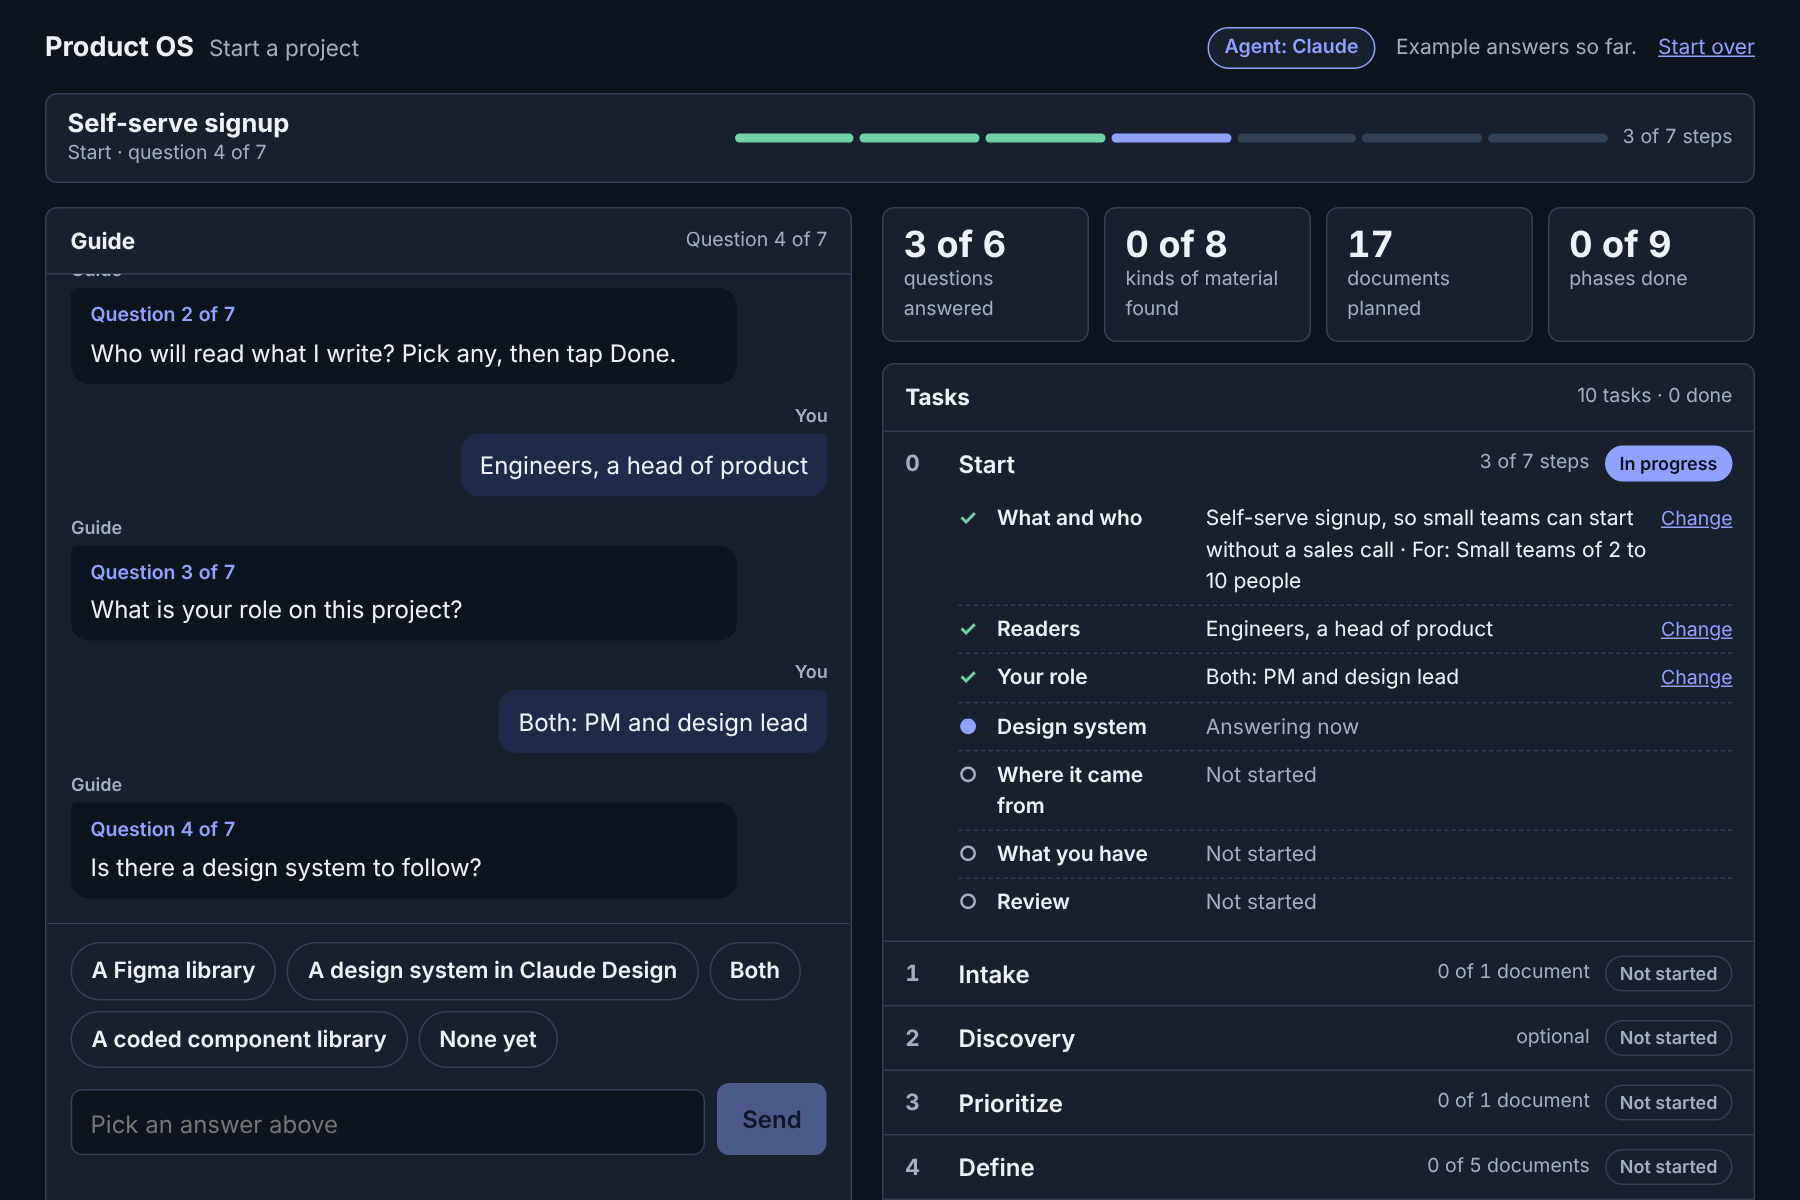 Product OS Start a project
Agent: Claude
Example answers so far.
Start over
Self-serve signup
Start · question 4 of 7
3 of 7 steps
Guide
Question 4 of 7
Guide
Question 2 of 7
Who will read what I write? Pick any, then tap Done.
You
Engineers, a head of product
Guide
Question 3 of 7
What is your role on this project?
You
Both: PM and design lead
Guide
Question 4 of 7
Is there a design system to follow?
A Figma library
A design system in Claude Design
Both
A coded component library
None yet
Pick an answer above
Send
3 of 6
questions
answered
0 of 8
kinds of material
found
17
documents
planned
0 of 9
phases done
Tasks
10 tasks · 0 done
0 Start 3 of 7 steps In progress
What and who
Self-serve signup, so small teams can start
without a sales call · For: Small teams of 2 to
10 people
Change
Readers Engineers, a head of product Change
Your role Both: PM and design lead Change
Design system Answering now
Where it came
from
Not started
What you have Not started
Review Not started
1 Intake 0 of 1 document Not started
2 Discovery optional Not started
3 Prioritize 0 of 1 document Not started
4 Define 0 of 5 documents Not started